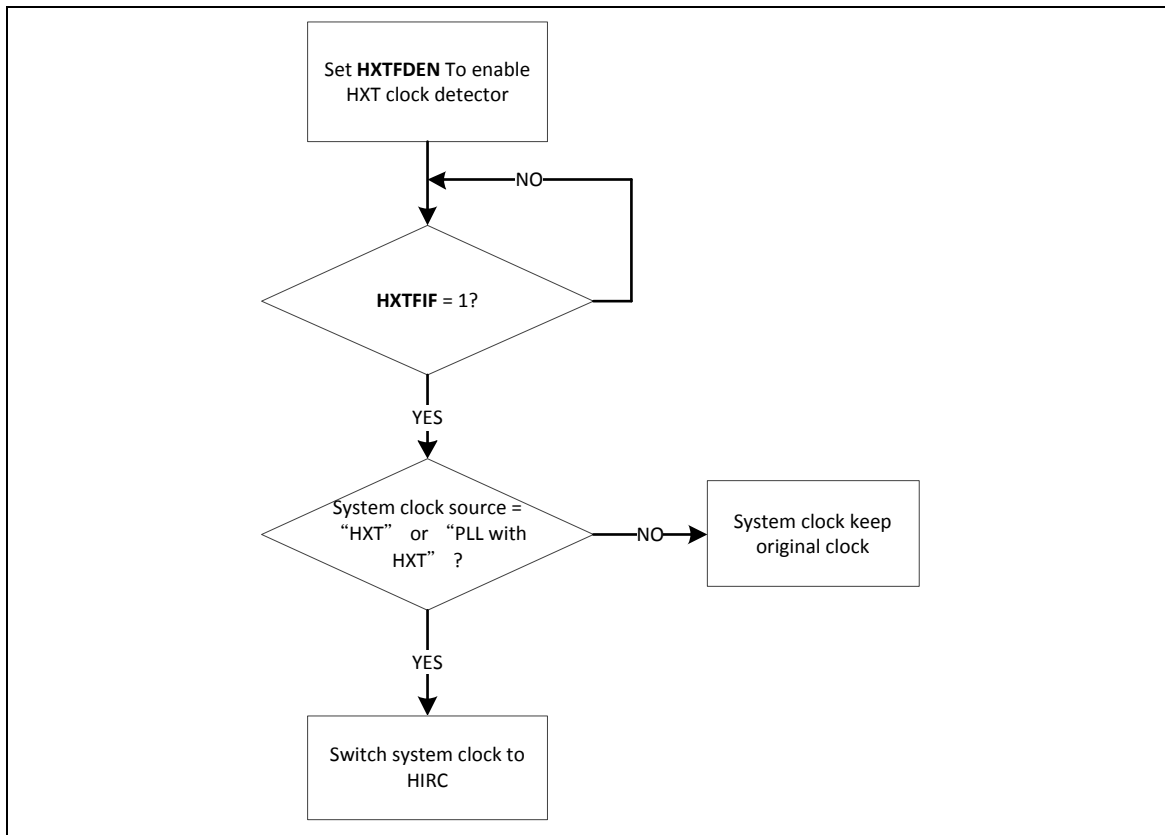 Set HXTFDEN To enable
HXT clock detector
NO
HXTFIF = 1?
YES
System clock source =
“HXT” or “PLL with
HXT” ?
NO
System clock keep
original clock
YES
Switch system clock to
HIRC